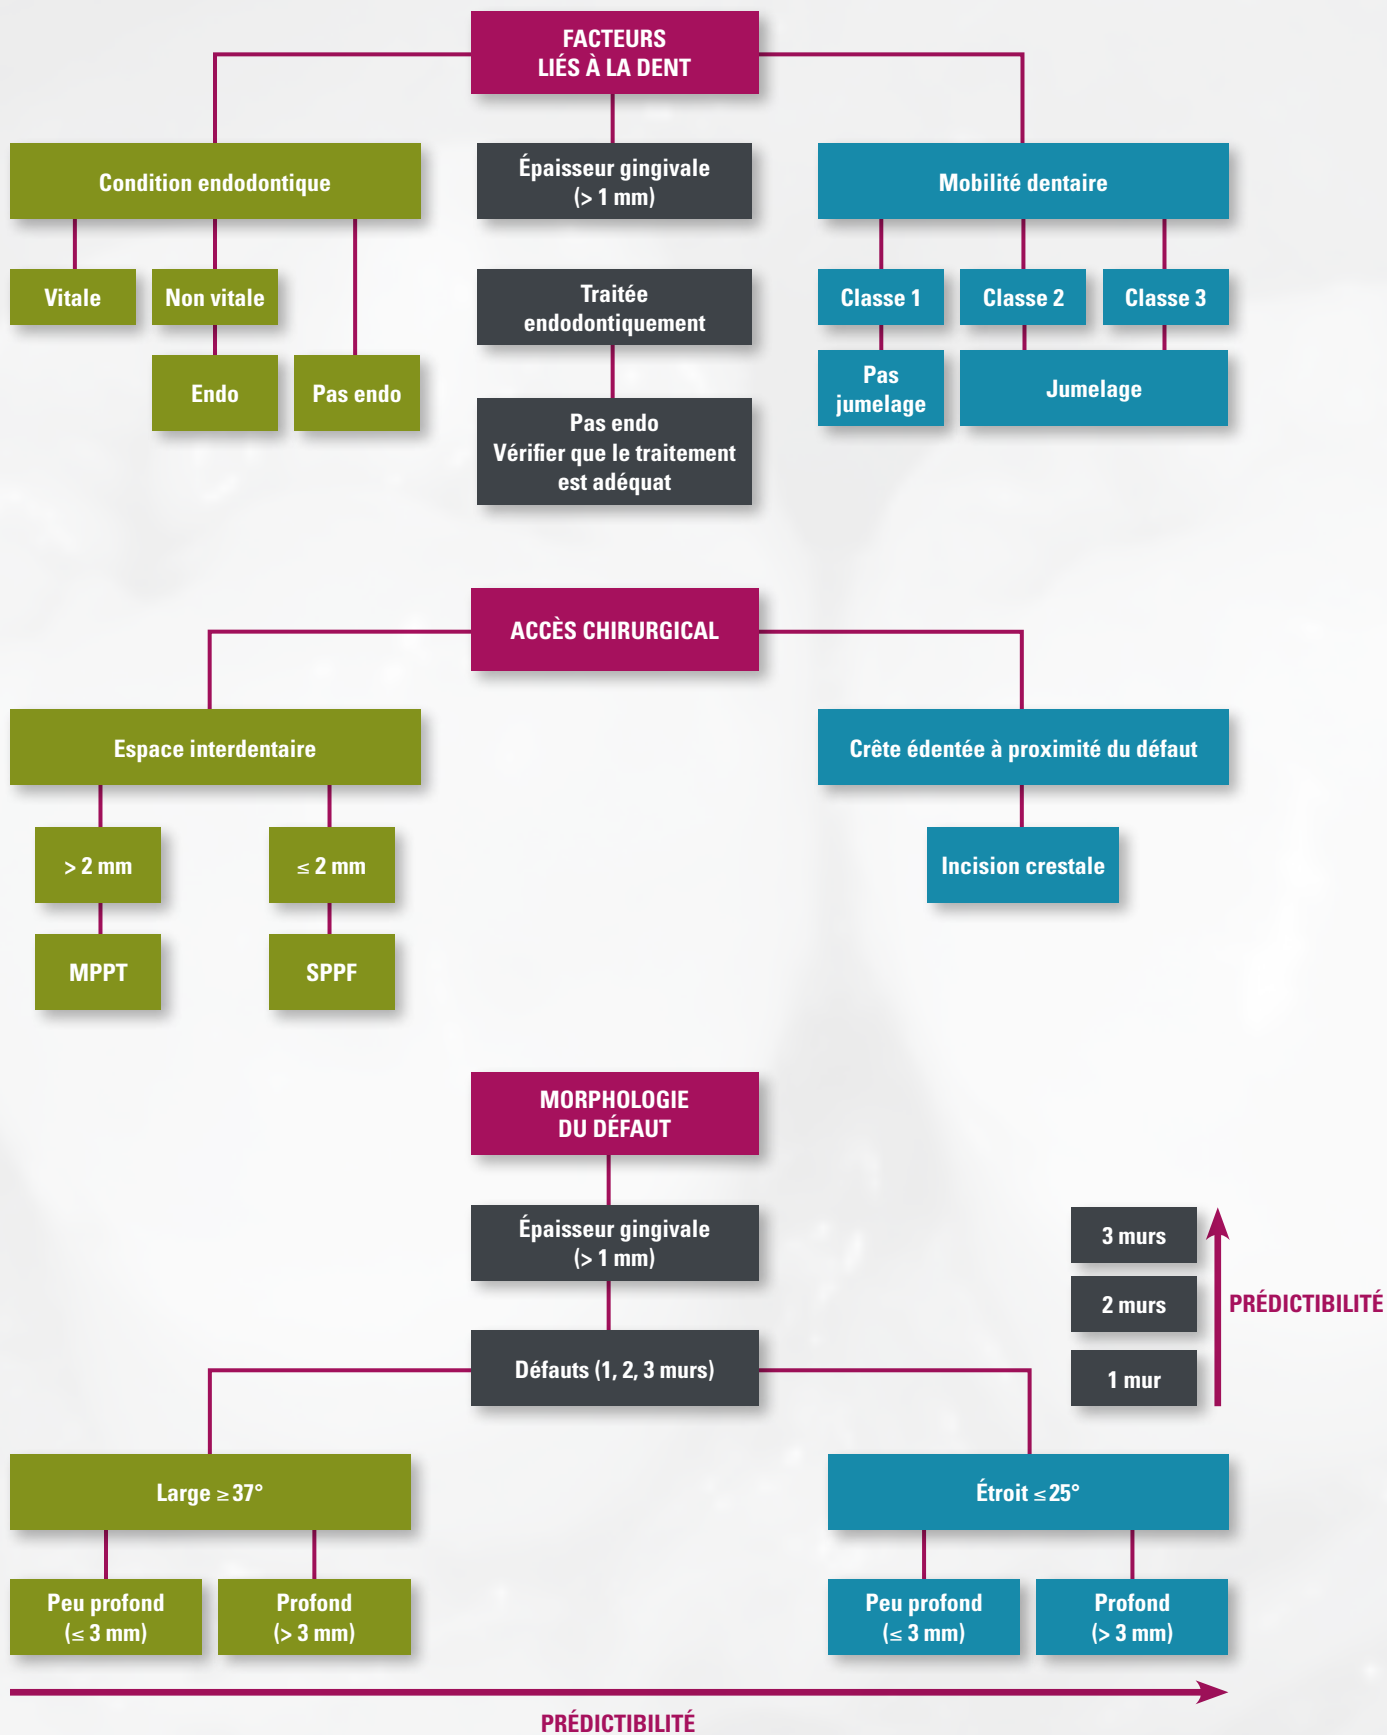 FACTEURS
LIÉS À LA DENT
Condition endodontique
Épaisseur gingivale
(> 1 mm)
Mobilité dentaire
Vitale
Non vitale
Traitée
endodontiquement
Classe 1
Classe 2
Classe 3
Endo
Pas endo
Pas endo
Vérifier que le traitement
est adéquat
Pas
jumelage
Jumelage
ACCÈS CHIRURGICAL
Espace interdentaire
Crête édentée à proximité du défaut
> 2 mm
≤ 2 mm
Incision crestale
MPPT
SPPF
MORPHOLOGIE
DU DÉFAUT
Épaisseur gingivale
(> 1 mm)
3 murs
2 murs
1 mur
PRÉDICTIBILITÉ
Défauts (1, 2, 3 murs)
Large ≥ 37°
Étroit ≤ 25°
Peu profond
(≤ 3 mm)
Profond
(> 3 mm)
Peu profond
(≤ 3 mm)
Profond
(> 3 mm)
PRÉDICTIBILITÉ